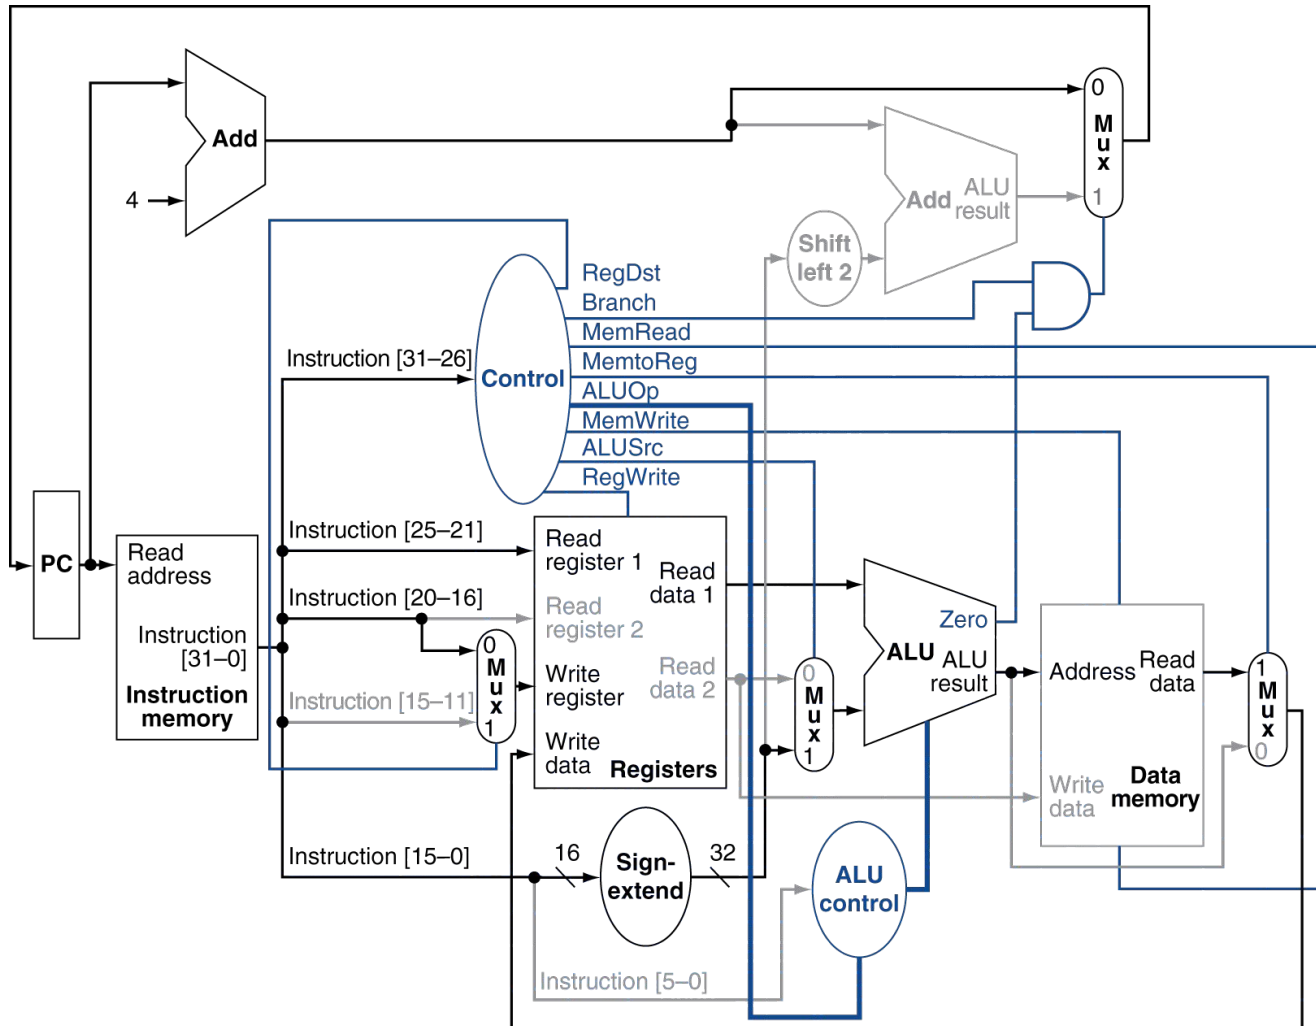 0
M
u
x
1
Add
4
ALU
Add result
Shift
left 2
RegDst
Branch
MemRead
MemtoReg
ALUOp
MemWrite
ALUSrc
RegWrite
Instruction [31–26]
Control
PC
Read
address
Instruction
[31–0]
Instruction
memory
Instruction [25–21]
Instruction [20–16]
Instruction [15–11]
0
M
u
x
1
Read
register 1
Read
register 2
Write
register
Write
data
Read
data 1
Read
data 2
Registers
0
M
u
x
1
Zero
ALU
ALU
result
Address
Read
data
Write
data
Data
memory
1
M
u
x
0
Instruction [15–0]
16
Sign-
extend
32
ALU
control
Instruction [5–0]